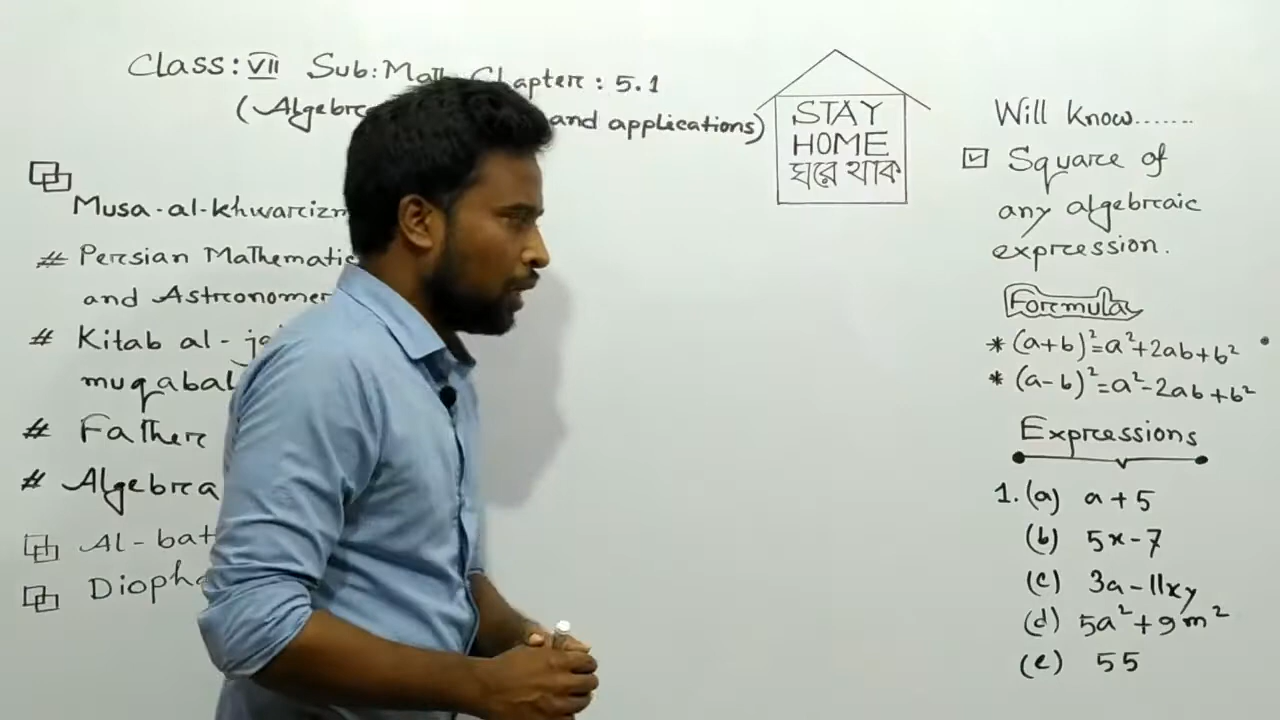 Class: VII Sub: Math Chapter: 5.1
(Algebra and applications)
Musa-al-khwarizm
# Persian Mathematic
and Astronomer
# Kitab al-
muqabal
# Father
# Algebra
Al-bat
Dioph
STAY
HOME
ঘরে থাক
Will know.......
Square of
any algebraic
expression.
Formula
* (a+b)²=a²+2ab+b²
* (a-b)²=a²-2ab+b²
Expressions
1. (a) a+5
(b) 5x-7
(c) 3a-11xy
(d) 5a²+9m²
(e) 55